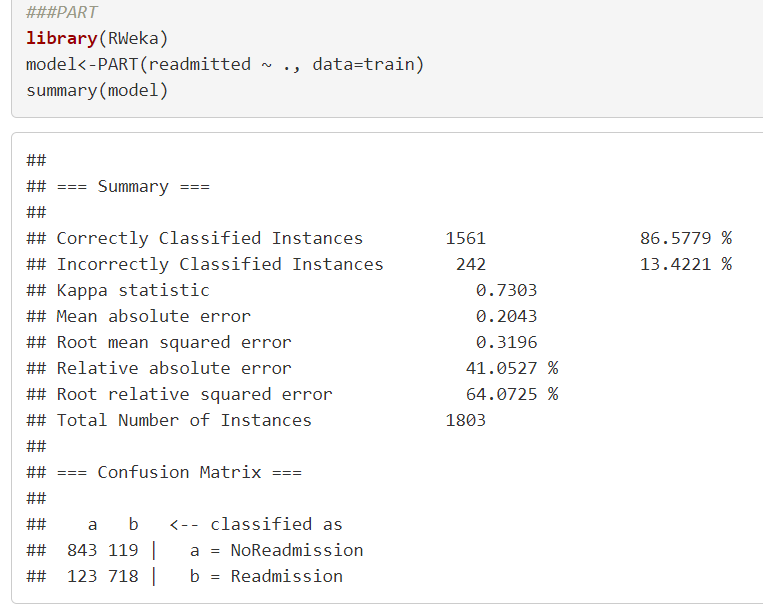 ###PART
library(RWeka)
model<-PART(readmitted ~ ., data=train)
summary(model)
##
## === Summary ===
##
## Correctly Classified Instances        1561               86.5779 %
## Incorrectly Classified Instances       242               13.4221 %
## Kappa statistic                          0.7303
## Mean absolute error                      0.2043
## Root mean squared error                  0.3196
## Relative absolute error                 41.0527 %
## Root relative squared error             64.0725 %
## Total Number of Instances             1803
##
## === Confusion Matrix ===
##
##    a   b   <-- classified as
##  843 119 |   a = NoReadmission
##  123 718 |   b = Readmission